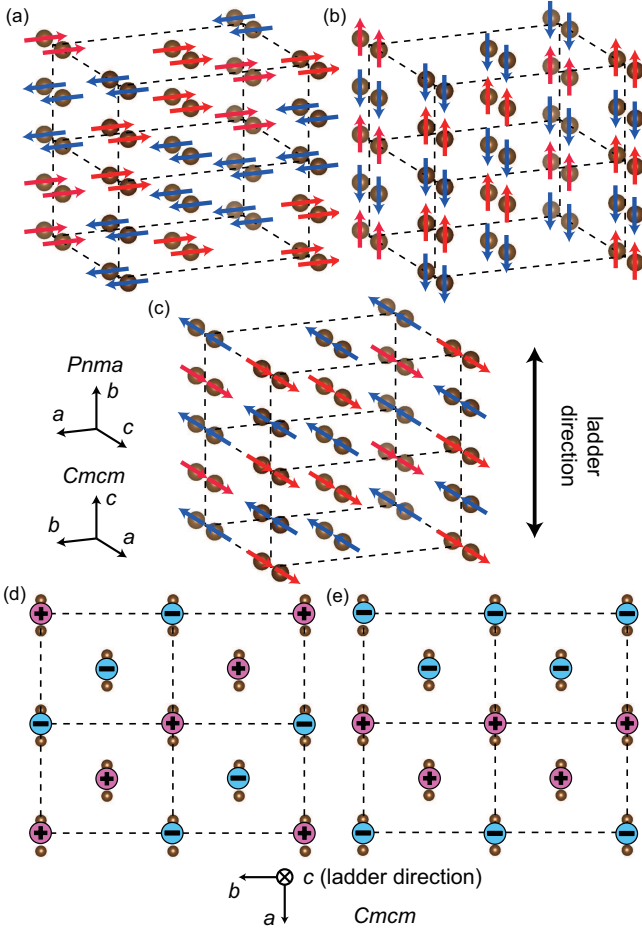 (a)
(b)
(c)
Pnma
b
a
c
Cmcm
c
b
a
ladder
direction
(d)
(e)
+ − +
− − −
− +
− −
− + −
+ + +
+ −
+ +
+ − +
− − −
b
c (ladder direction)
a
Cmcm